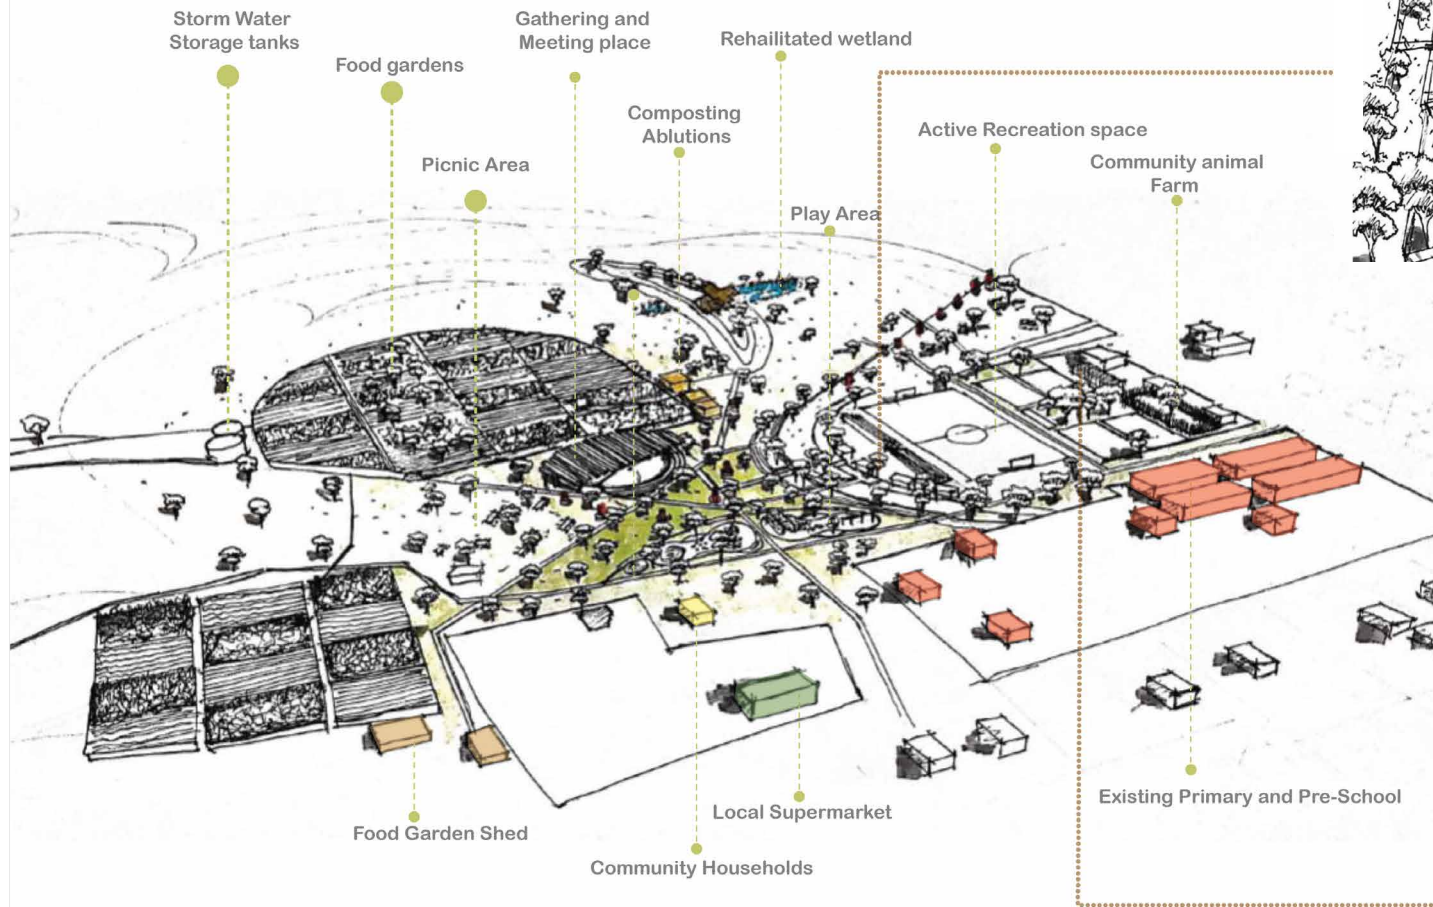 Storm Water
Storage tanks
Food gardens
Picnic Area
Gathering and
Meeting place
Composting
Ablutions
Rehailitated wetland
Play Area
Active Recreation space
Community animal
Farm
Food Garden Shed
Community Households
Local Supermarket
Existing Primary and Pre-School